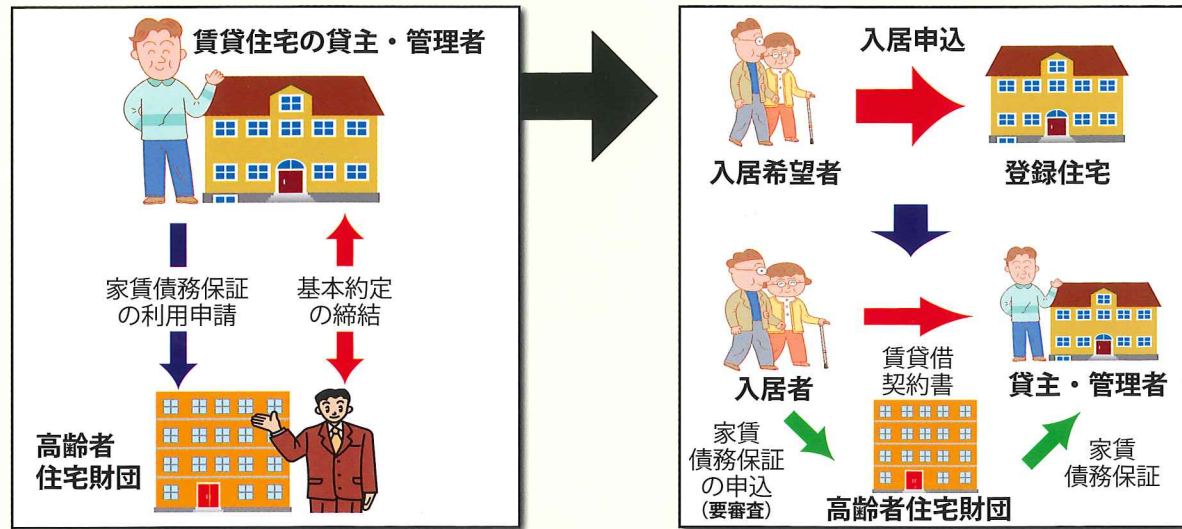 賃貸住宅の貸主・管理者
家賃債務保証
の利用申請
基本約定
の締結
高齢者
住宅財団
入居申込
入居希望者
登録住宅
賃貸借
契約書
入居者
貸主・管理者
家賃
債務保証
の申込
(要審査)
高齢者住宅財団
家賃
債務保証